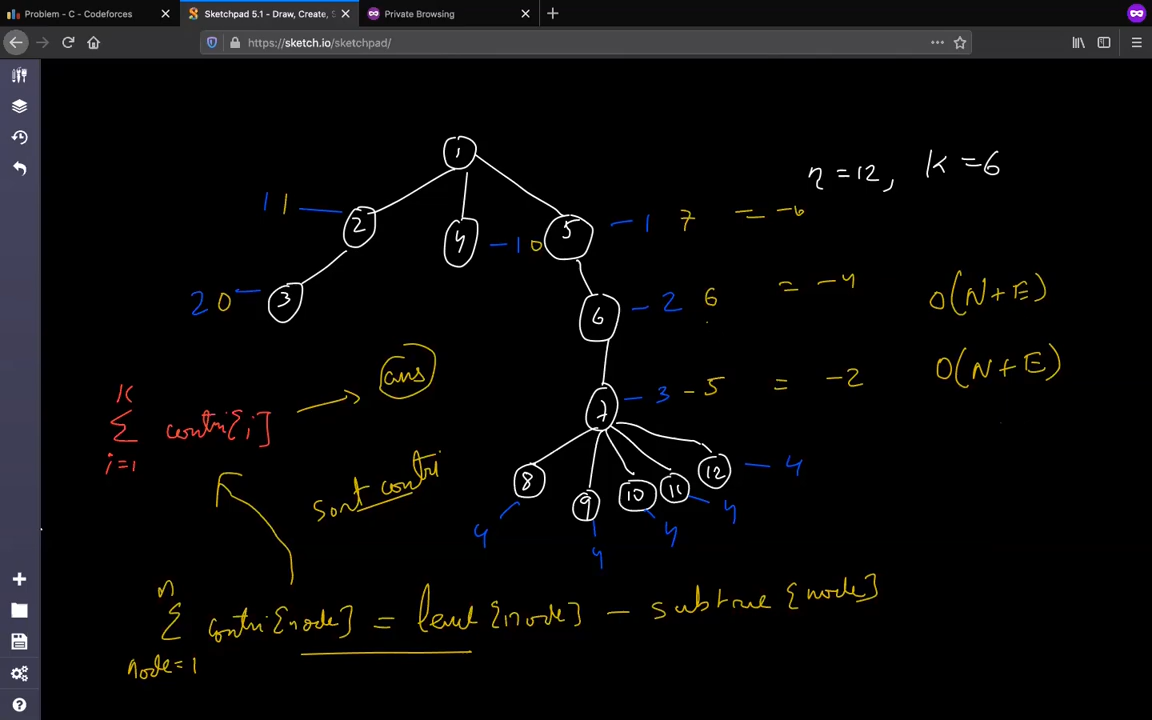 Problem - C - Codeforces
Sketchpad 5.1 - Draw, Create, S
Private Browsing
https://sketch.io/sketchpad/
1
n = 12, k = 6
1 1 2
4 - 1 0
5 - 1 7 = -6
2 0 3
6 - 2 6 = -4 O(N+E)
7 - 3 - 5 = -2 O(N+E)
ans
K
Σ contri[i]
i=1
sort contri
8 9 10 11 12 4
4 4 4 4
n
Σ contri[node] = level[node] - subtree[node]
node=1